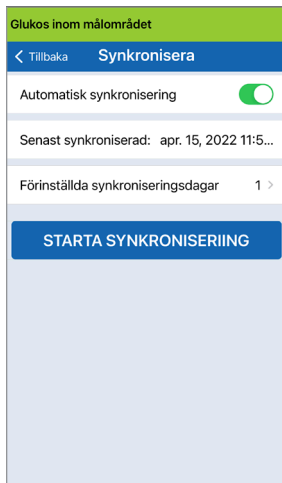 Glukos inom målområdet
Tillbaka Synkronisera
Automatisk synkronisering
Senast synkroniserad: apr. 15, 2022 11:5...
Förinställda synkroniseringsdagar 1
STARTA SYNKRONISERIING